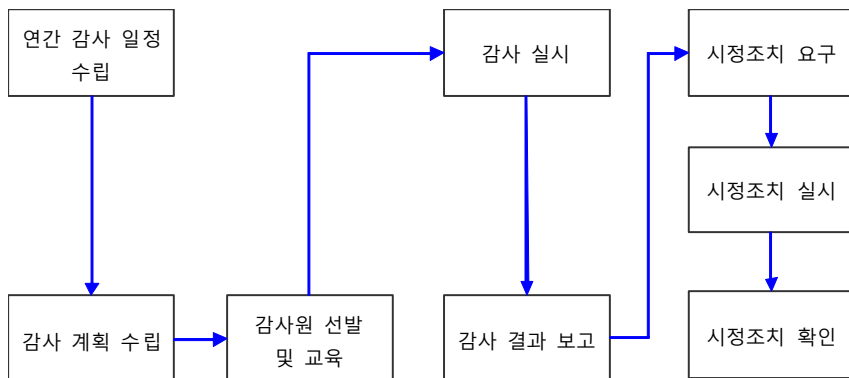 연간 감사 일정
수립
감사 계획 수립
감사원 선발
및 교육
감사 실시
감사 결과 보고
시정조치 요구
시정조치 실시
시정조치 확인